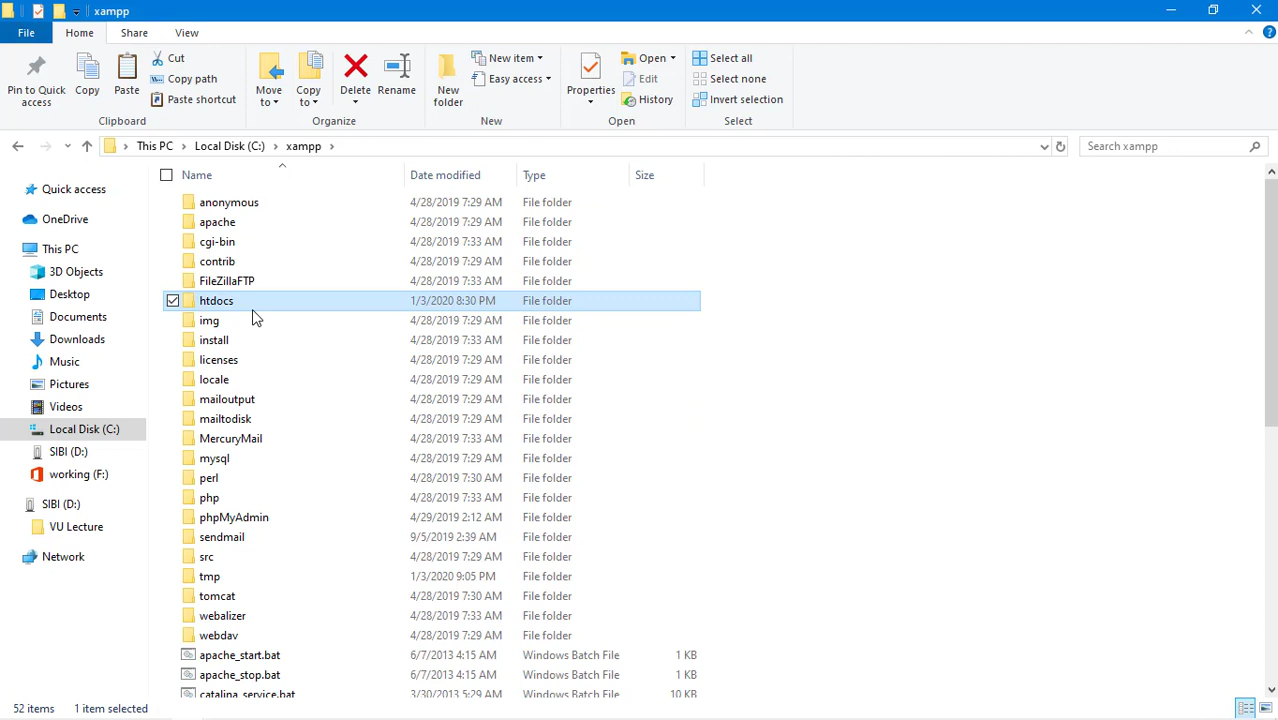 xampp
File Home Share View
Pin to Quick access
Copy
Paste
Cut
Copy path
Paste shortcut
Clipboard
Move to
Copy to
Delete
Rename
Organize
New folder
New item
Easy access
New
Properties
Open
Edit
History
Open
Select all
Select none
Invert selection
Select
This PC Local Disk (C:) xampp
Search xampp
Quick access
OneDrive
This PC
3D Objects
Desktop
Documents
Downloads
Music
Pictures
Videos
Local Disk (C:)
SIBI (D:)
working (F:)
SIBI (D:)
VU Lecture
Network
Name Date modified Type Size
anonymous 4/28/2019 7:29 AM File folder
apache 4/28/2019 7:29 AM File folder
cgi-bin 4/28/2019 7:33 AM File folder
contrib 4/28/2019 7:29 AM File folder
FileZillaFTP 4/28/2019 7:33 AM File folder
htdocs 1/3/2020 8:30 PM File folder
img 4/28/2019 7:29 AM File folder
install 4/28/2019 7:33 AM File folder
licenses 4/28/2019 7:29 AM File folder
locale 4/28/2019 7:29 AM File folder
mailoutput 4/28/2019 7:29 AM File folder
mailtodisk 4/28/2019 7:29 AM File folder
MercuryMail 4/28/2019 7:33 AM File folder
mysql 4/28/2019 7:29 AM File folder
perl 4/28/2019 7:30 AM File folder
php 4/28/2019 7:33 AM File folder
phpMyAdmin 4/29/2019 2:12 AM File folder
sendmail 9/5/2019 2:39 AM File folder
src 4/28/2019 7:29 AM File folder
tmp 1/3/2020 9:05 PM File folder
tomcat 4/28/2019 7:30 AM File folder
webalizer 4/28/2019 7:33 AM File folder
webdav 4/28/2019 7:29 AM File folder
apache_start.bat 6/7/2013 4:15 AM Windows Batch File 1 KB
apache_stop.bat 6/7/2013 4:15 AM Windows Batch File 1 KB
catalina_service.bat 3/30/2013 5:29 AM Windows Batch File 10 KB
52 items 1 item selected